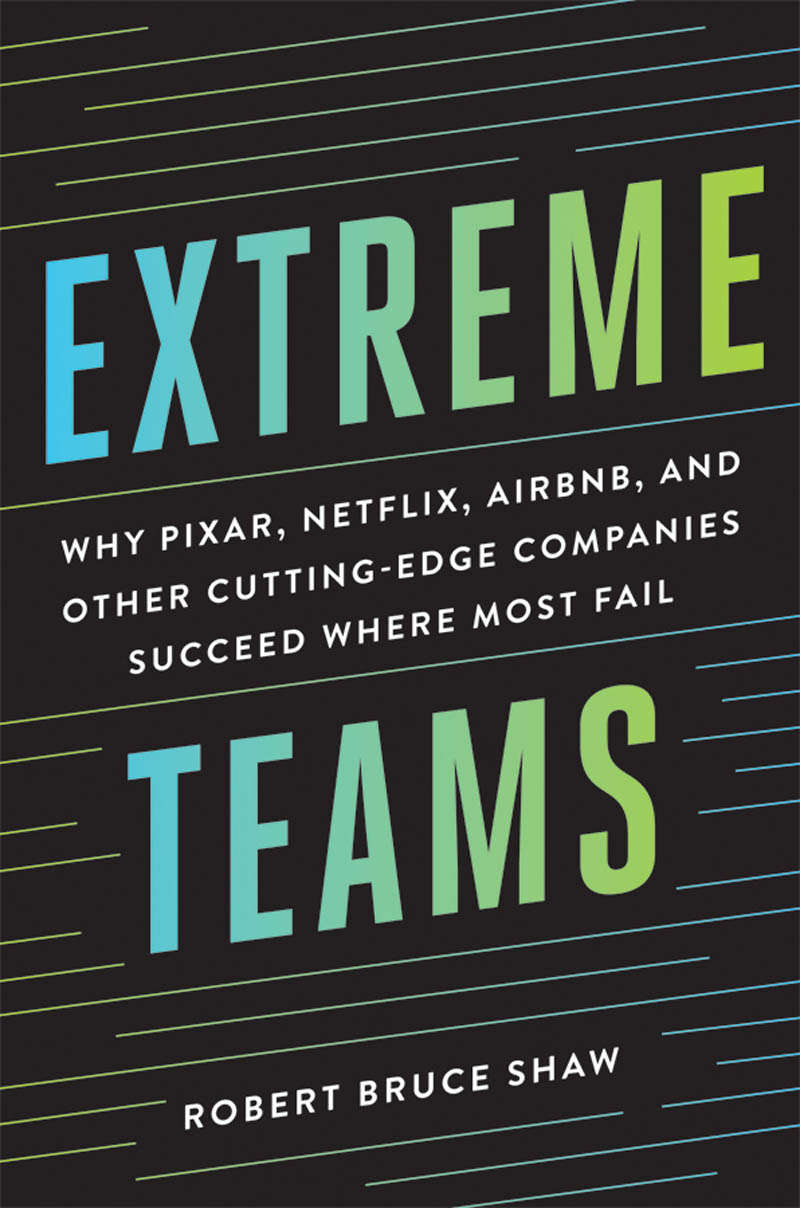 EXTREME
WHY PIXAR, NETFLIX, AIRBNB, AND
OTHER CUTTING-EDGE COMPANIES
SUCCEED WHERE MOST FAIL
TEAMS
ROBERT BRUCE SHAW